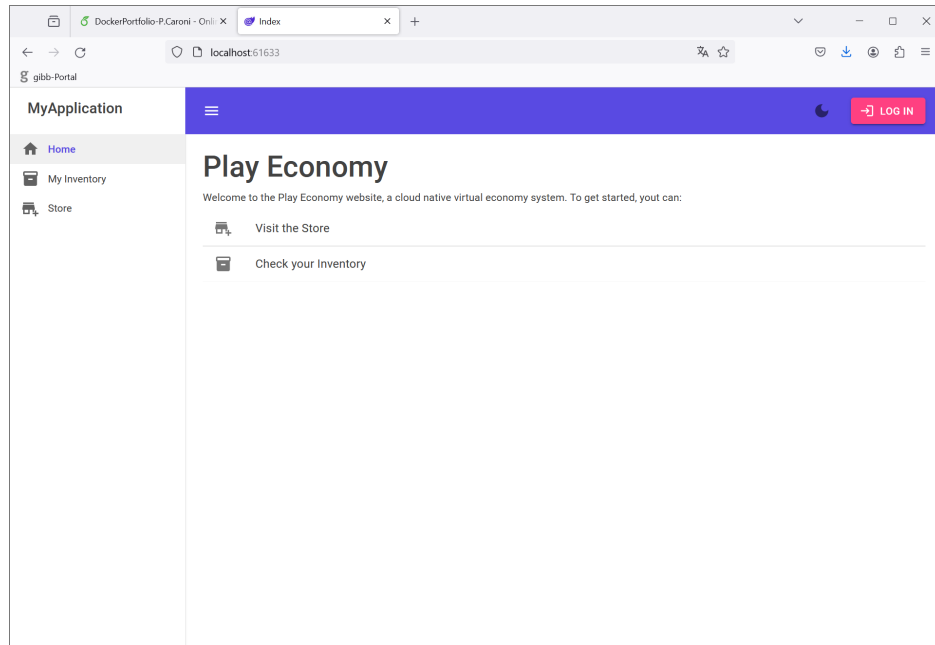 DockerPortfolio-P.Caroni - Onli
Index
localhost:61633
gibb-Portal
MyApplication
LOG IN
Home
My Inventory
Store
Play Economy
Welcome to the Play Economy website, a cloud native virtual economy system. To get started, yout can:
Visit the Store
Check your Inventory